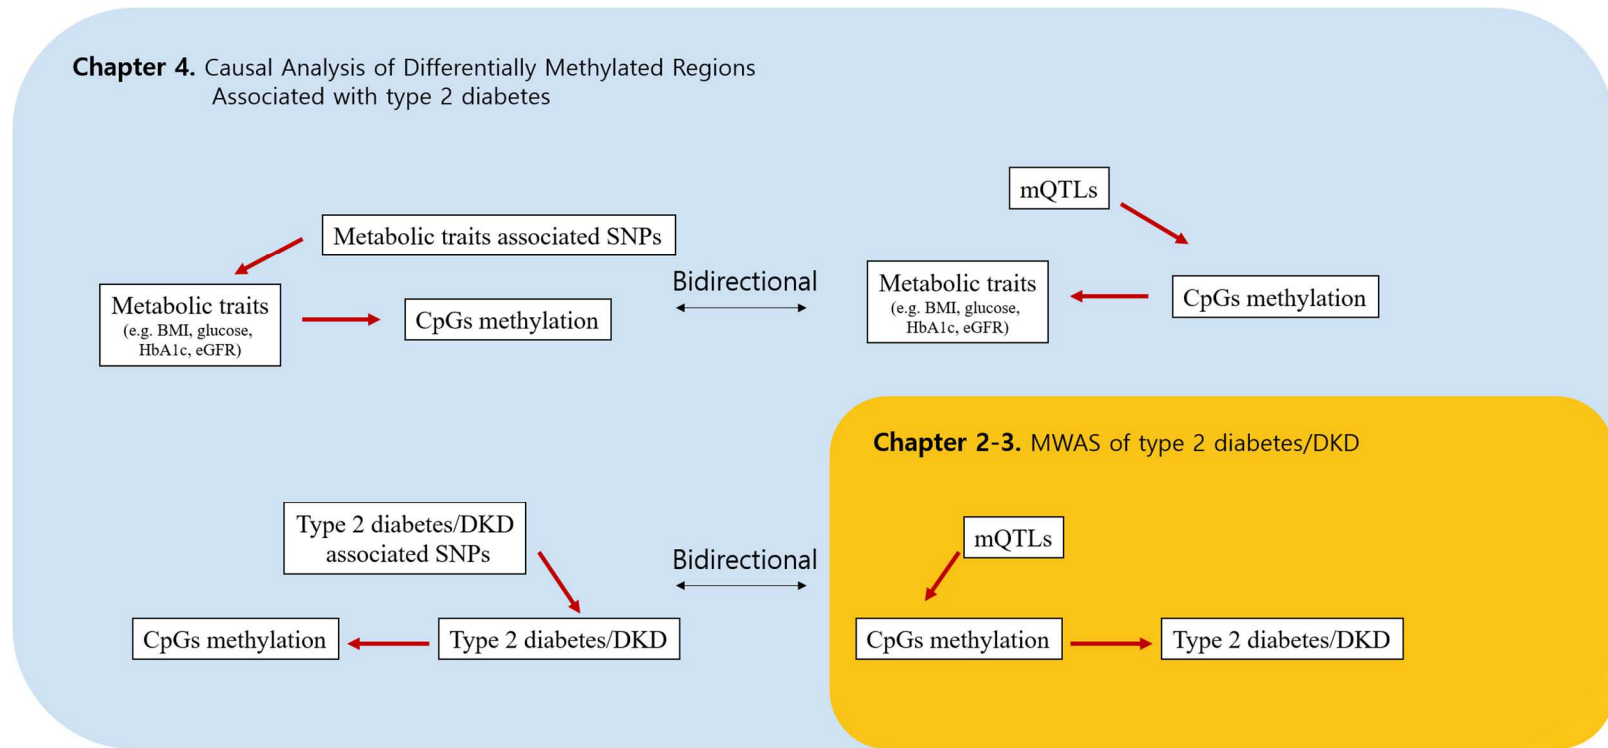 Chapter 4. Causal Analysis of Differentially Methylated Regions
Associated with type 2 diabetes
Metabolic traits associated SNPs
Metabolic traits
(e.g. BMI, glucose,
HbA1c, eGFR)
CpGs methylation
Bidirectional
mQTLs
Metabolic traits
(e.g. BMI, glucose,
HbA1c, eGFR)
CpGs methylation
Type 2 diabetes/DKD
associated SNPs
CpGs methylation
Type 2 diabetes/DKD
Bidirectional
Chapter 2-3. MWAS of type 2 diabetes/DKD
mQTLs
CpGs methylation
Type 2 diabetes/DKD